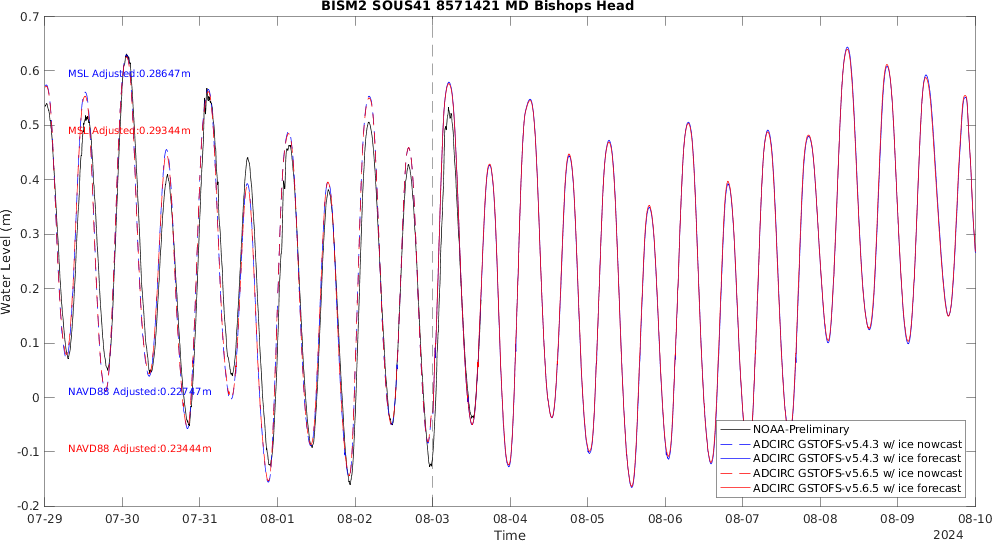 BISM2 SOUS41 8571421 MD Bishops Head
0.7
0.6
0.5
0.4
0.3
0.2
0.1
0
-0.1
-0.2
Water Level (m)
MSL Adjusted:0.28647m
MSL Adjusted:0.29344m
NAVD88 Adjusted:0.22747m
NAVD88 Adjusted:0.23444m
NOAA-Preliminary
ADCIRC GSTOFS-v5.4.3 w/ ice nowcast
ADCIRC GSTOFS-v5.4.3 w/ ice forecast
ADCIRC GSTOFS-v5.6.5 w/ ice nowcast
ADCIRC GSTOFS-v5.6.5 w/ ice forecast
07-29 07-30 07-31 08-01 08-02 08-03 08-04 08-05 08-06 08-07 08-08 08-09 08-10
Time
2024